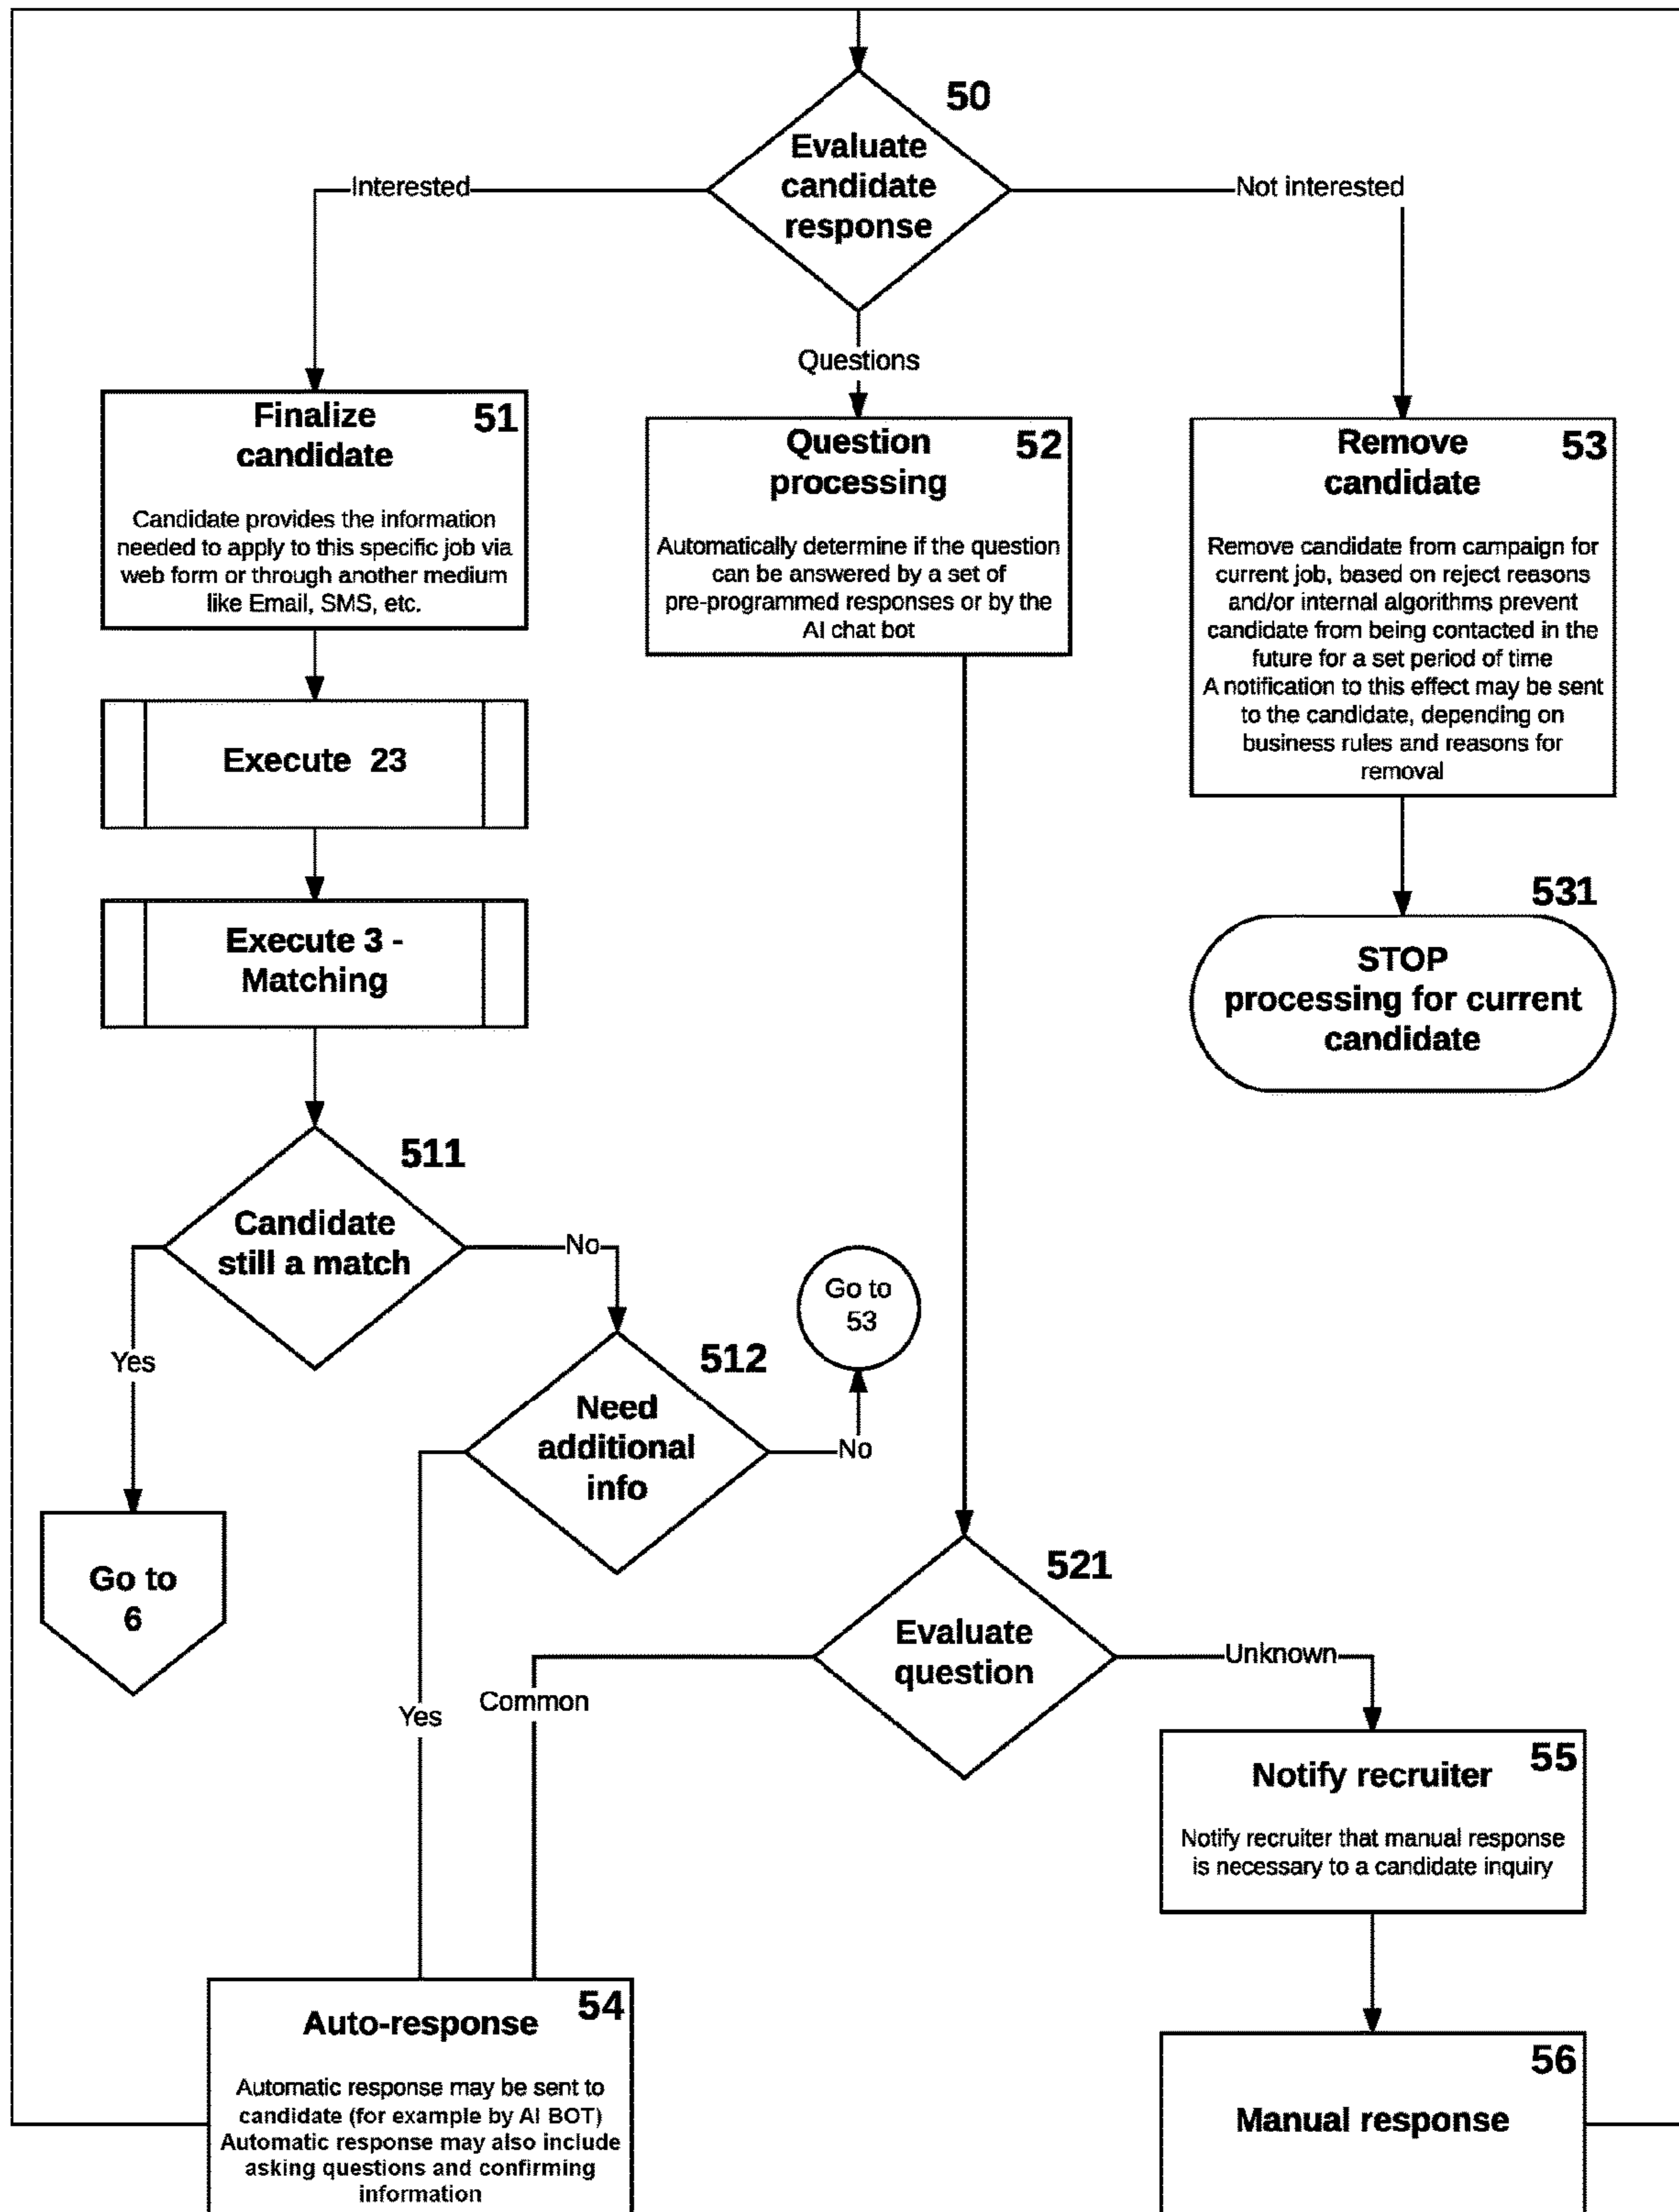 50
Evaluate
candidate
response
Interested
Not interested
Questions
Finalize
candidate
51
Candidate provides the information
needed to apply to this specific job via
web form or through another medium
like Email, SMS, etc.
Question
processing
52
Automatically determine if the question
can be answered by a set of
pre-programmed responses or by the
AI chat bot
Remove
candidate
53
Remove candidate from campaign for
current job, based on reject reasons
and/or internal algorithms prevent
candidate from being contacted in the
future for a set period of time
A notification to this effect may be sent
to the candidate, depending on
business rules and reasons for
removal
Execute 23
Execute 3 -
Matching
531
STOP
processing for current
candidate
511
Candidate
still a match
No
Yes
Go to
53
512
Need
additional
info
No
Go to
6
521
Evaluate
question
Unknown
Common
Yes
Notify recruiter
55
Notify recruiter that manual response
is necessary to a candidate inquiry
Auto-response
54
Automatic response may be sent to
candidate (for example by AI BOT)
Automatic response may also include
asking questions and confirming
information
56
Manual response